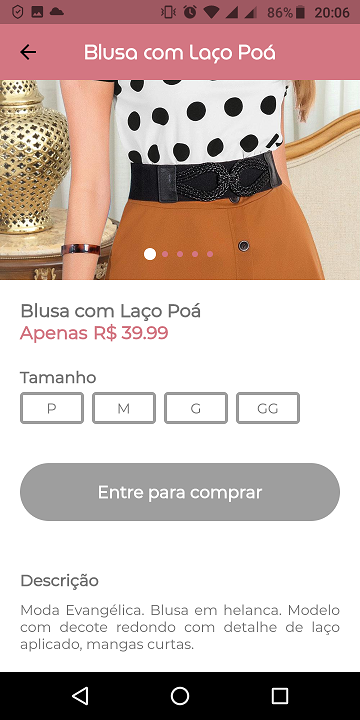 86% 20:06
Blusa com Laço Poá
Blusa com Laço Poá
Apenas R$ 39.99
Tamanho
P M G GG
Entre para comprar
Descrição
Moda Evangélica. Blusa em helanca. Modelo
com decote redondo com detalhe de laço
aplicado, mangas curtas.